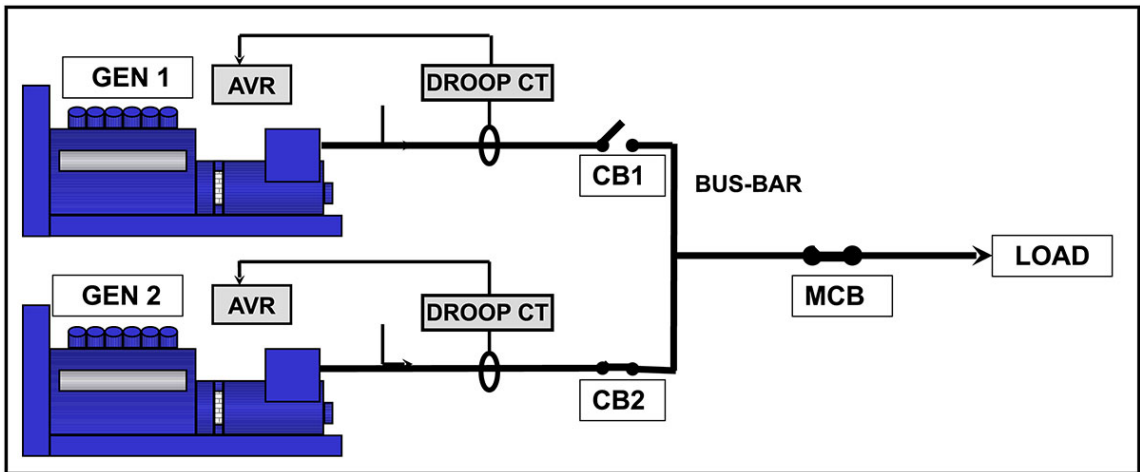 GEN 1
AVR
DROOP CT
CB1
BUS-BAR
MCB
LOAD
GEN 2
AVR
DROOP CT
CB2